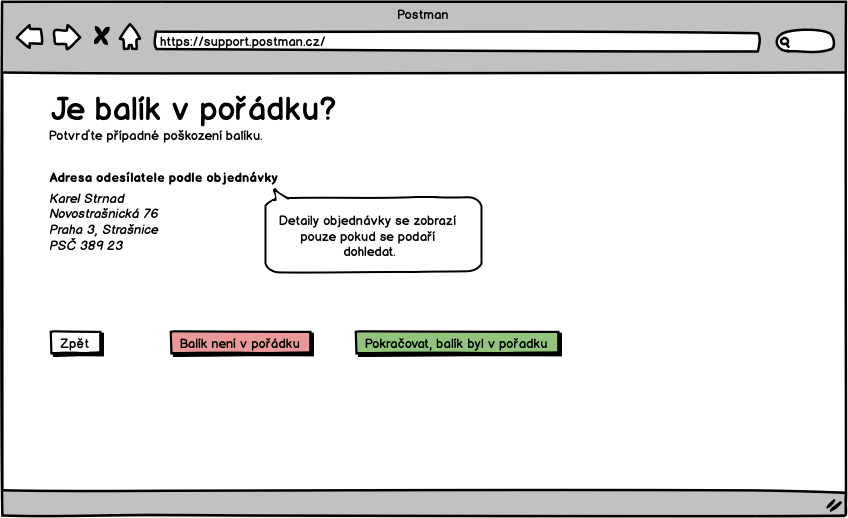 Postman
https://support.postman.cz/
Je balík v pořádku?
Potvrďte případné poškození balíku.
Adresa odesílatele podle objednávky
Karel Strnad
Novostrašnická 76
Praha 3, Strašnice
PSČ 389 23
Detaily objednávky se zobrazí
pouze pokud se podaří
dohledat.
Zpět
Balík není v pořádku
Pokračovat, balík byl v pořadku